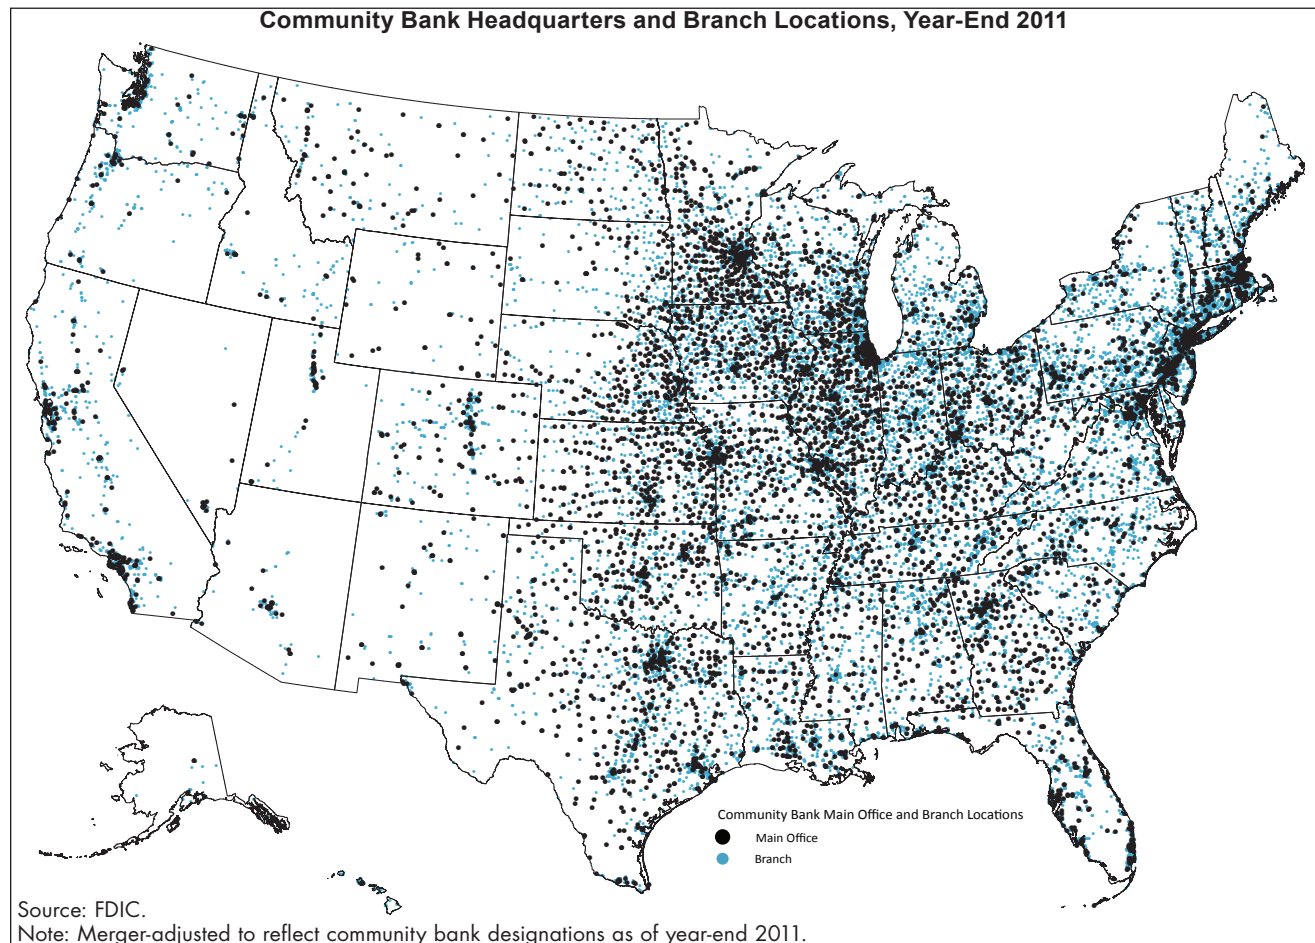 Community Bank Headquarters and Branch Locations, Year-End 2011
Community Bank Main Office and Branch Locations
Main Office
Branch
Source: FDIC.
Note: Merger-adjusted to reflect community bank designations as of year-end 2011.